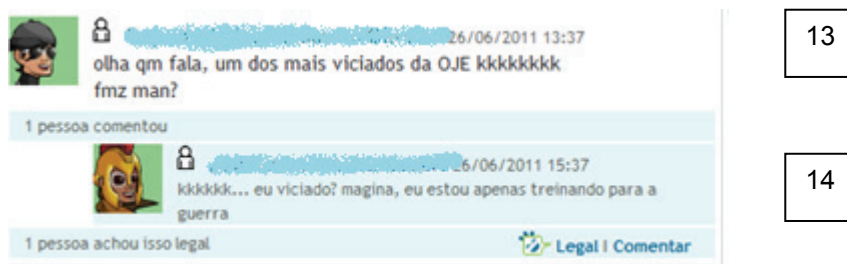 26/06/2011 13:37
13
olha qm fala, um dos mais viciados da OJE kkkkkkkk
fmz man?
1 pessoa comentou
6/06/2011 15:37
14
kkkkkk... eu viciado? magina, eu estou apenas treinando para a
guerra
1 pessoa achou isso legal
Legal I Comentar